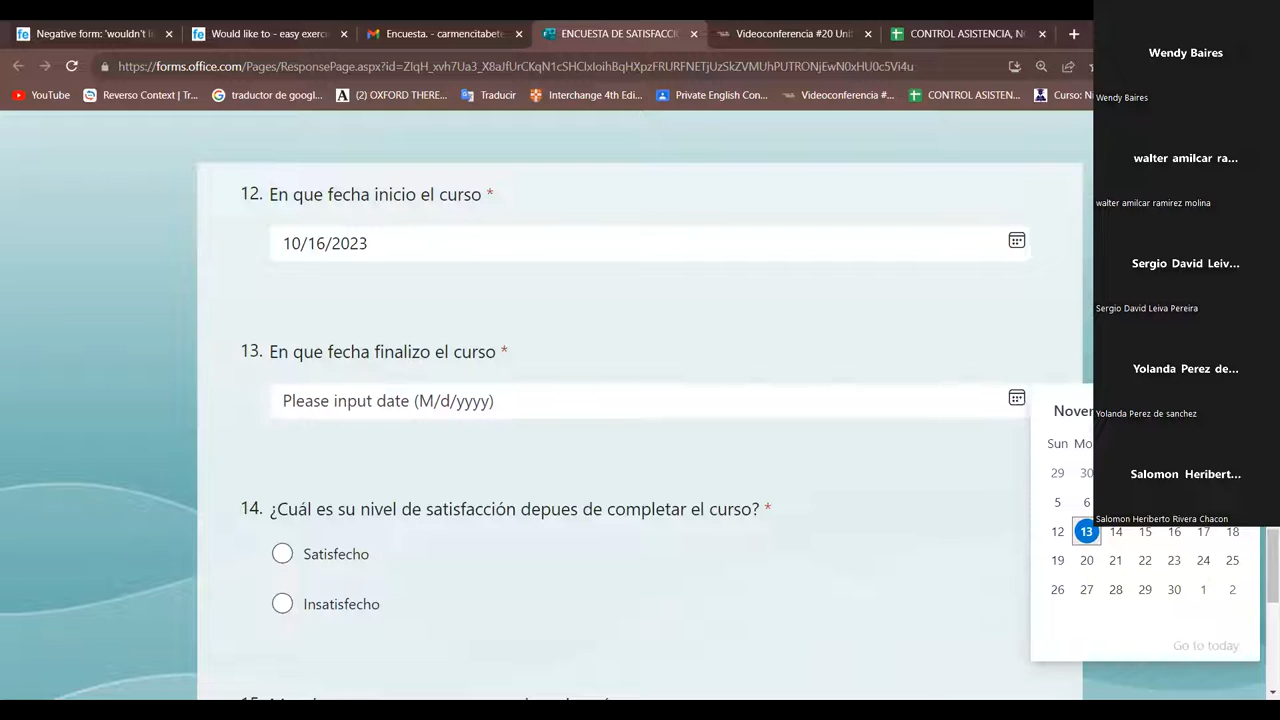 Negative form: 'wouldn't li
Would like to - easy exerc
Encuesta. - carmencitabete
ENCUESTA DE SATISFACC
Videoconferencia #20 Uni
CONTROL ASISTENCIA, N
https://forms.office.com/Pages/ResponsePage.aspx?id=ZIqH_xvh7Ua3_X8aJfUrCKqN1cSHCIxIoihBqHXpzFRURFNETjUzSkZVMUhPUTRONjEwN0xHU0c5Vi4u
YouTube
Reverso Context | Tr...
traductor de googl...
(2) OXFORD THERE...
Traducir
Interchange 4th Edi...
Private English Con...
Videoconferencia #...
CONTROL ASISTEN...
Curso: Ni
12. En que fecha inicio el curso *
10/16/2023
13. En que fecha finalizo el curso *
Please input date (M/d/yyyy)
14. ¿Cuál es su nivel de satisfacción depues de completar el curso? *
Satisfecho
Insatisfecho
Wendy Baires
Wendy Baires
walter amilcar ra...
walter amilcar ramirez molina
Sergio David Leiv...
Sergio David Leiva Pereira
Yolanda Perez de...
Yolanda Perez de sanchez
Salomon Heribert...
Salomon Heriberto Rivera Chacon
Nover
Sun Mo
29 30
5 6
12 13 14 15 16 17 18
19 20 21 22 23 24 25
26 27 28 29 30 1 2
Go to today